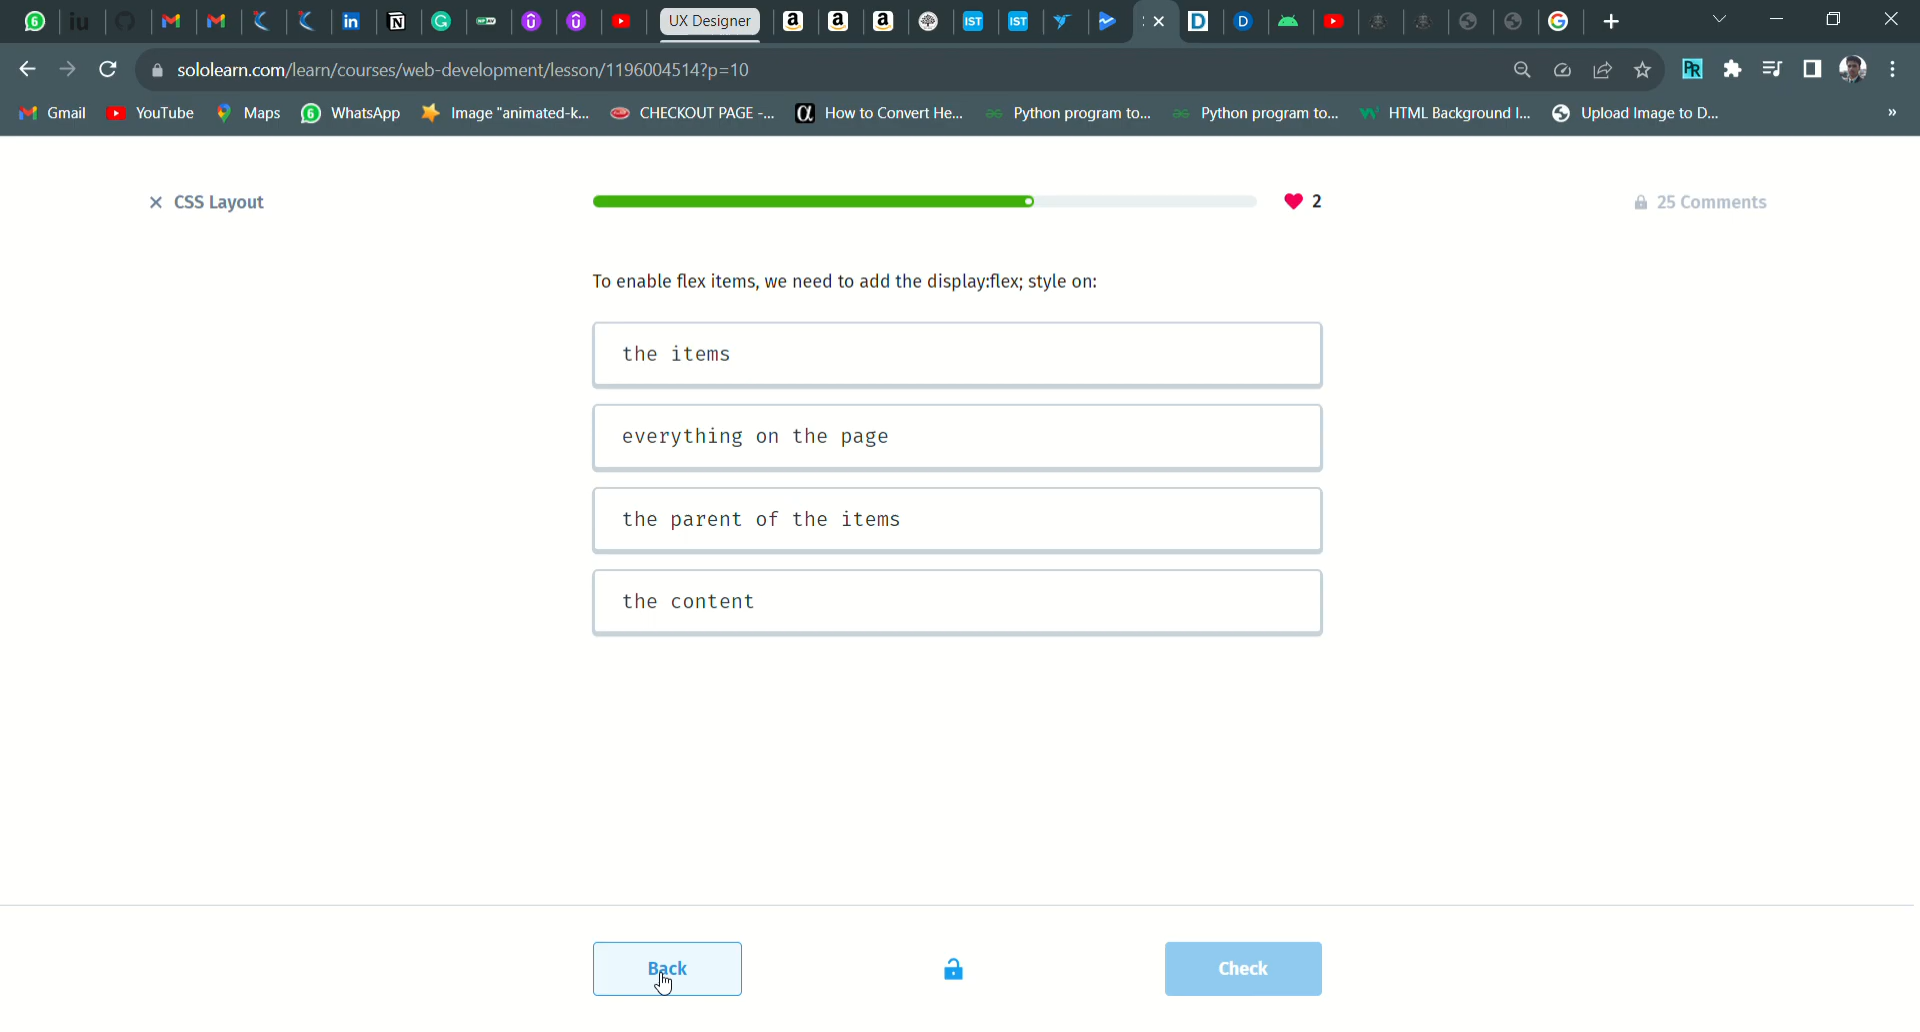 UX Designer
sololearn.com/learn/courses/web-development/lesson/1196004514?p=10
Gmail YouTube Maps WhatsApp Image "animated-k... CHECKOUT PAGE -... How to Convert He... Python program to... Python program to... HTML Background I... Upload Image to D... »
CSS Layout 2 25 Comments
To enable flex items, we need to add the display:flex; style on:
the items
everything on the page
the parent of the items
the content
Back Check